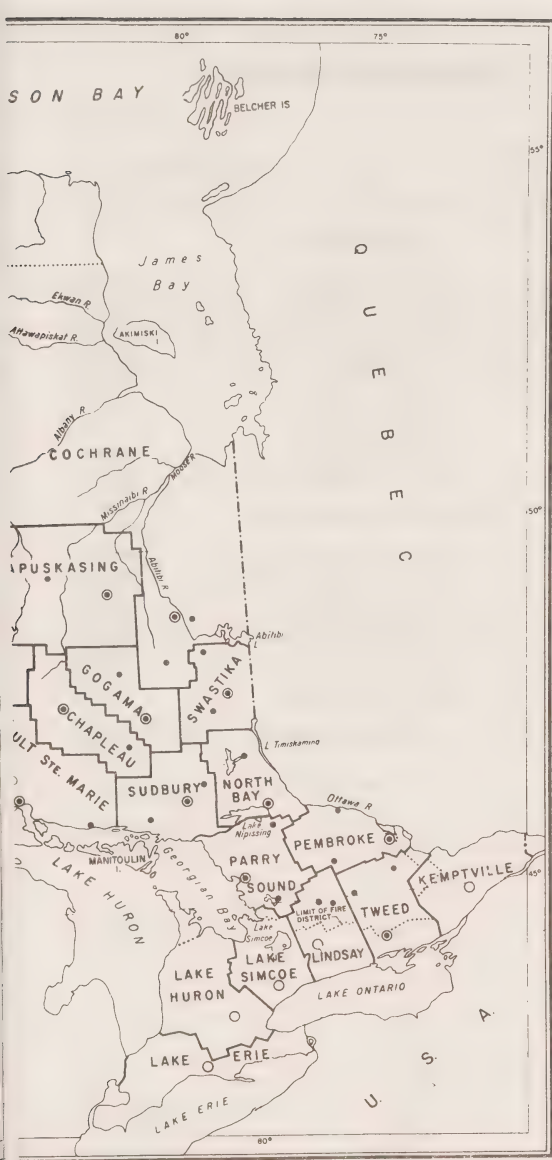 80° 75°
SON BAY
BELCHER IS
55°
James
Bay
QUEBEC
Ekwan R.
Attawapiskat R.
AKIMISKI
I.
Albany R.
COCHRANE
Moose R.
Missinaibi R
50°
APUSKASING
Abitibi R.
Abitibi
L
GOGAMA
SWASTIKA
CHAPLEAU
L Timiskaming
ULT STE. MARIE
SUDBURY
NORTH
BAY
Ottawa R
Lake
Nipissing
PEMBROKE
MANITOULIN
I.
Georgian Bay
PARRY
SOUND
KEMPTVILLE
45°
LAKE HURON
LIMIT OF FIRE
DISTRICT
TWEED
Lake
Simcoe
LAKE
SIMCOE
LINDSAY
LAKE
HURON
LAKE ONTARIO
LAKE ERIE
U. S. A.
LAKE ERIE
80°